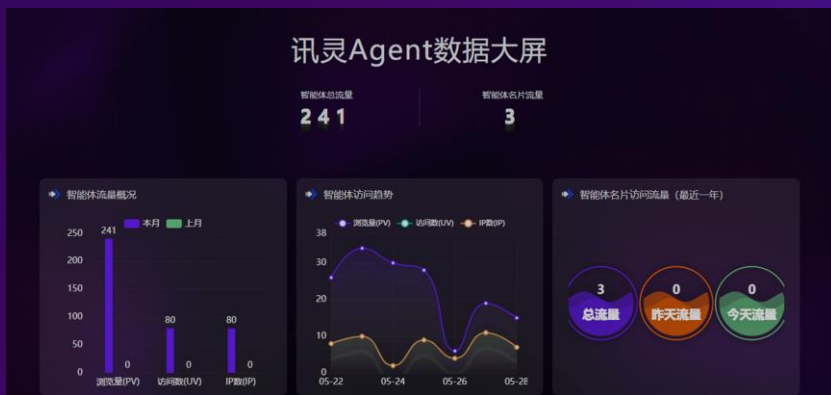 讯灵Agent数据大屏
智能体总流量
241
智能体名片流量
3
智能体流量概况
本月 上月
250
200
150
100
50
0
241
0
80
0
80
0
浏览量(PV) 访问数(UV) IP数(IP)
智能体访问趋势
浏览量(PV) 访问数(UV) IP数(IP)
38
30
20
10
0
05-22 05-24 05-26 05-28
智能体名片访问流量（最近一年）
3
总流量
0
昨天流量
0
今天流量